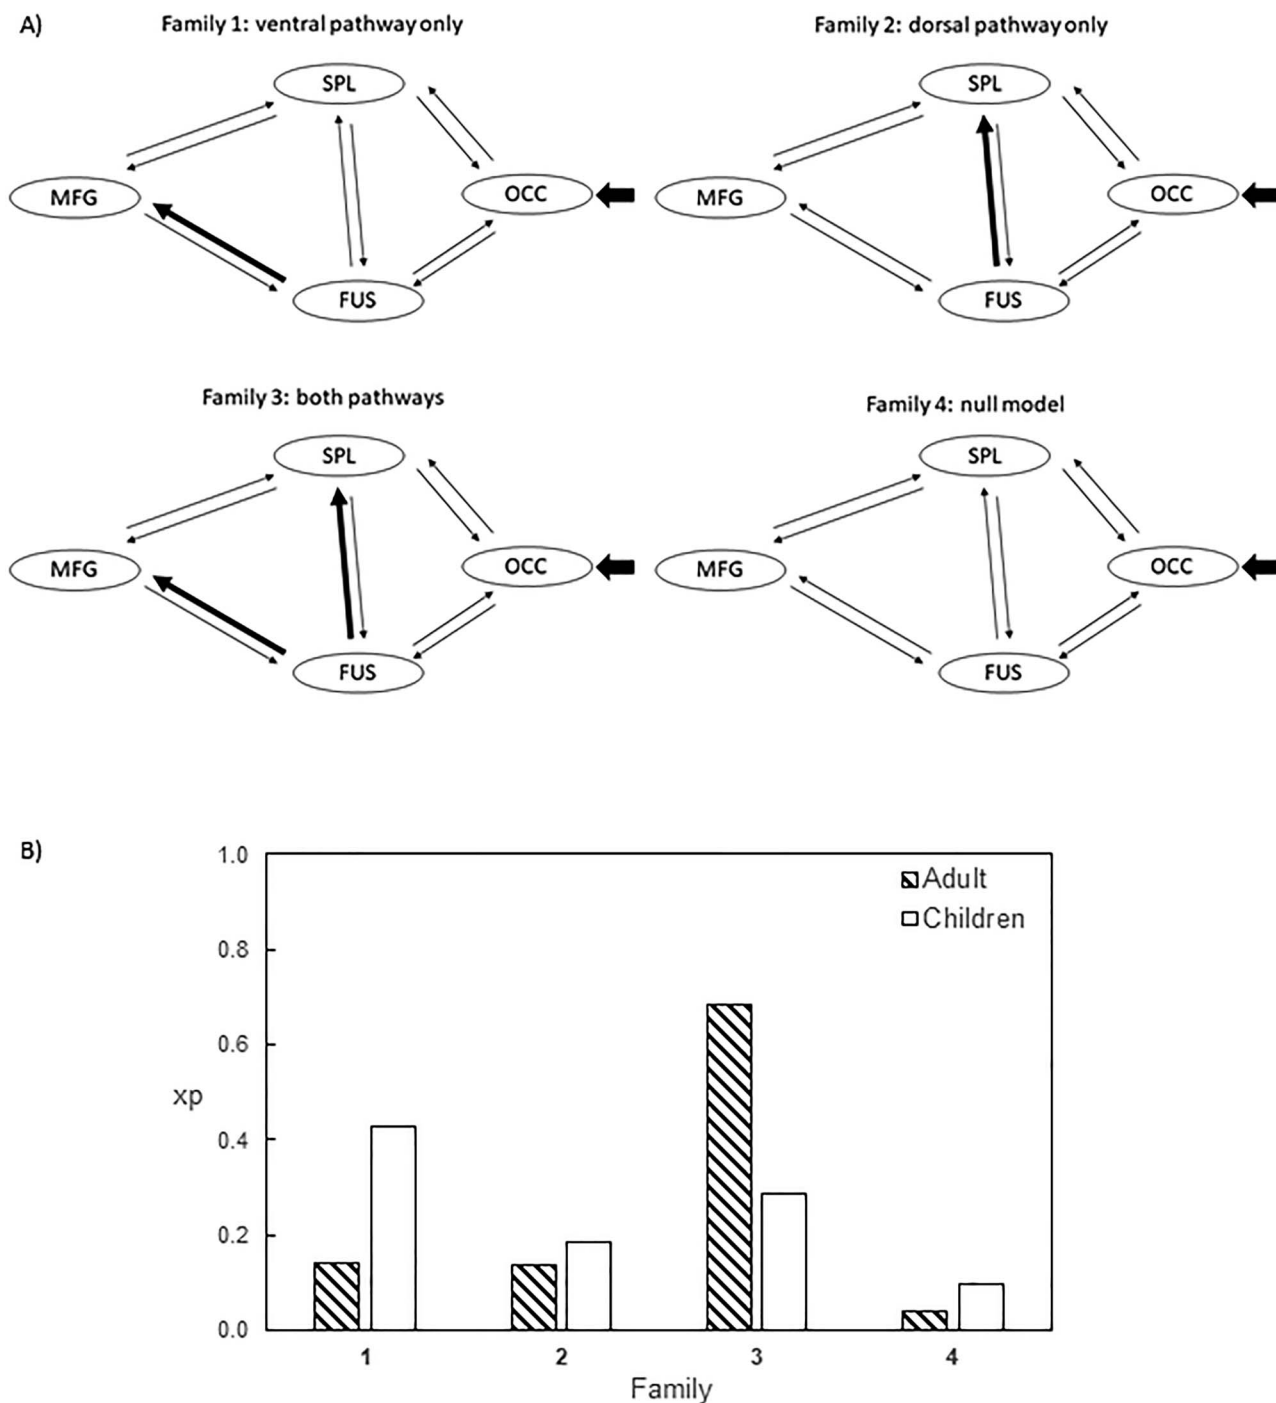 A)
Family 1: ventral pathway only
Family 2: dorsal pathway only
SPL
SPL
MFG
OCC
MFG
OCC
FUS
FUS
Family 3: both pathways
Family 4: null model
SPL
SPL
MFG
OCC
MFG
OCC
FUS
FUS
B)
1.0
Adult
Children
0.8
0.6
xp
0.4
0.2
0.0
1 2 3 4
Family